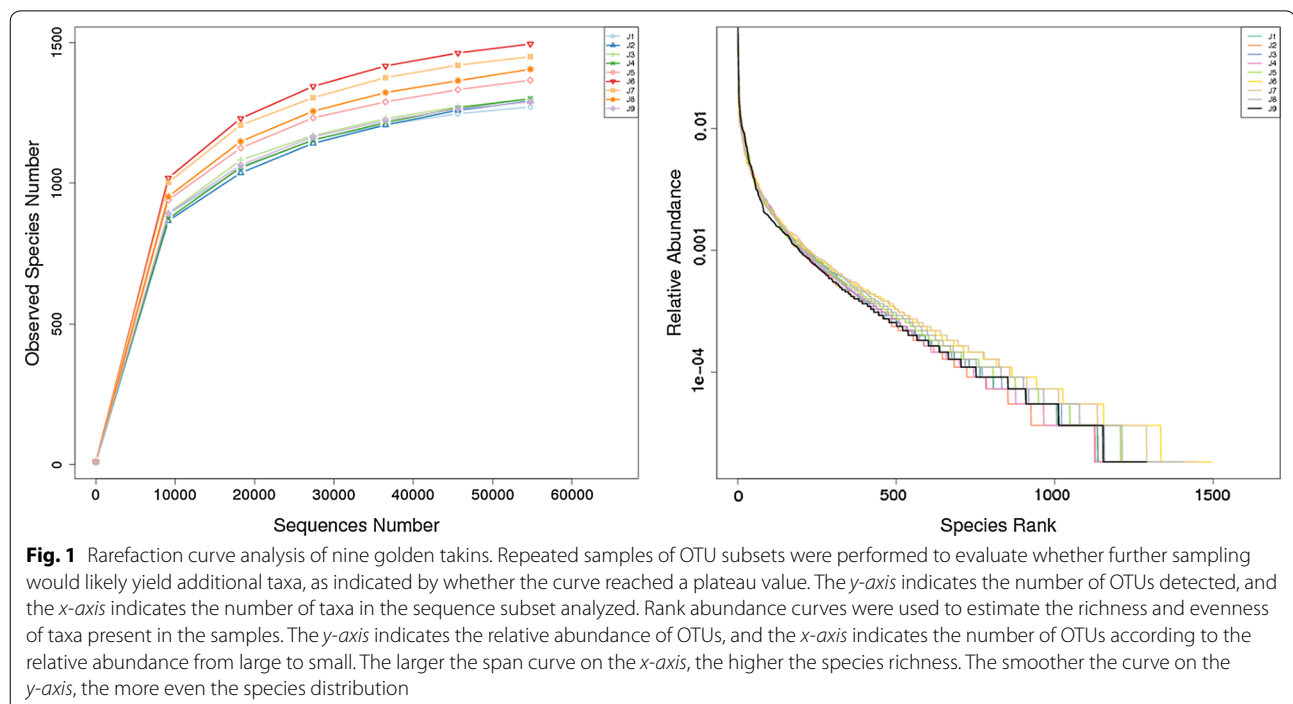 Observed Species Number
1500
1000
500
0
0 10000 20000 30000 40000 50000 60000
Sequences Number
J1
J2
J3
J4
J5
J6
J7
J8
J9
Relative Abundance
0.01
0.001
1e−04
0 500 1000 1500
Species Rank
J1
J2
J3
J4
J5
J6
J7
J8
J9
Fig. 1 Rarefaction curve analysis of nine golden takins. Repeated samples of OTU subsets were performed to evaluate whether further sampling
would likely yield additional taxa, as indicated by whether the curve reached a plateau value. The y-axis indicates the number of OTUs detected, and
the x-axis indicates the number of taxa in the sequence subset analyzed. Rank abundance curves were used to estimate the richness and evenness
of taxa present in the samples. The y-axis indicates the relative abundance of OTUs, and the x-axis indicates the number of OTUs according to the
relative abundance from large to small. The larger the span curve on the x-axis, the higher the species richness. The smoother the curve on the
y-axis, the more even the species distribution